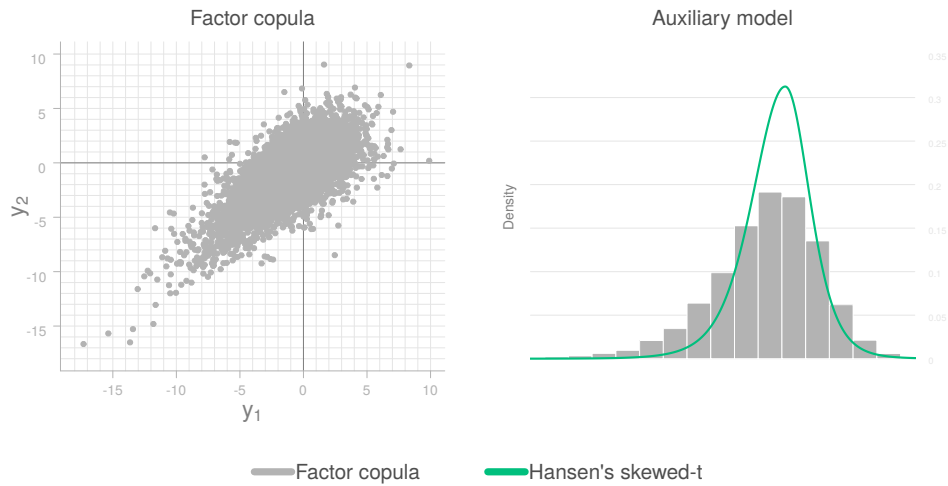 Factor copula
Auxiliary model
10
5
0
-5
-10
-15
y2
-15
-10
-5
0
5
10
y1
0.35
0.3
0.25
0.2
0.15
0.1
0.05
0
Density
Factor copula
Hansen's skewed-t